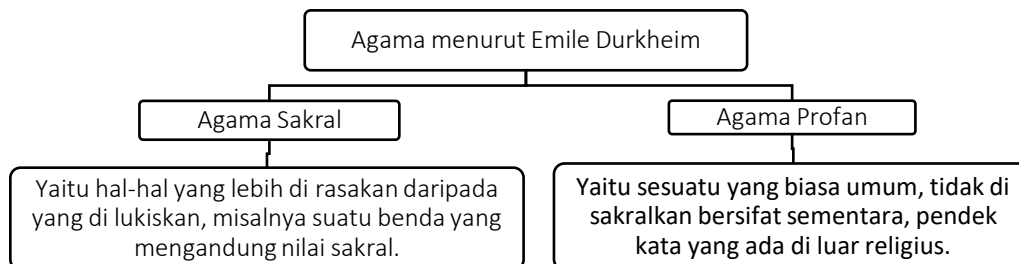 Agama menurut Emile Durkheim
Agama Sakral
Agama Profan
Yaitu hal-hal yang lebih di rasakan daripada
yang di lukiskan, misalnya suatu benda yang
mengandung nilai sakral.
Yaitu sesuatu yang biasa umum, tidak di
sakralkan bersifat sementara, pendek
kata yang ada di luar religius.